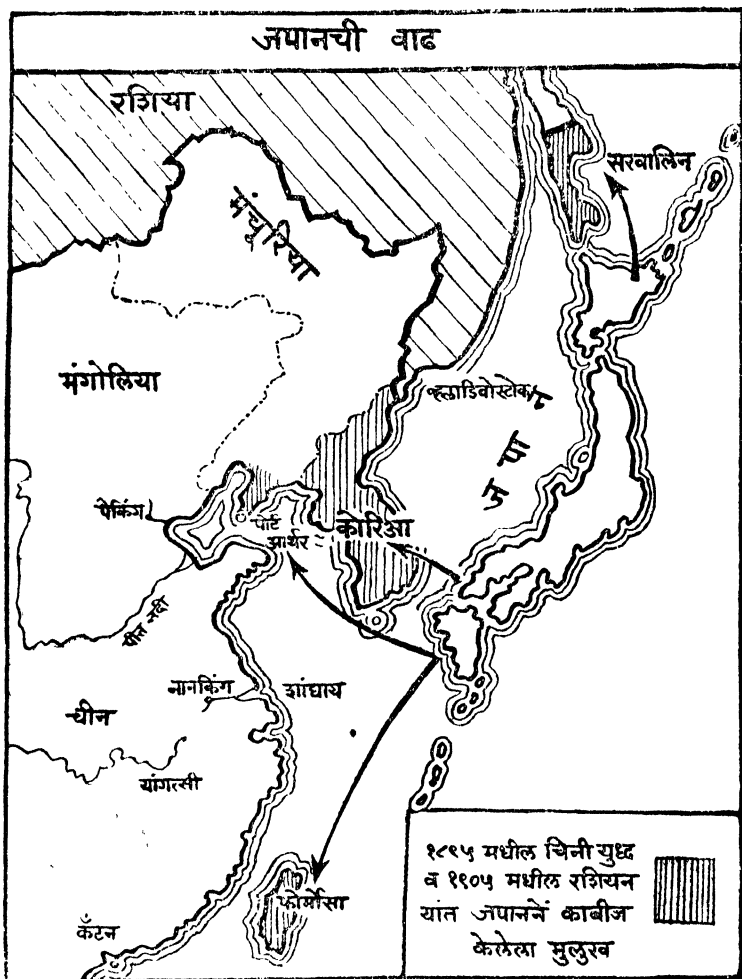 जपानची वाढ
रशिया
सखालिन
मंचूरिया
मंगोलिया
व्हलाडिवोस्टोक
जपान
पेकिंग
पोर्ट
आर्थर
कोरिआ
पीत नदी
नानकिंग
शांघाय
चीन
यांगत्सी
फोर्मोसा
कँटन
१८९५ मधील चिनी युध्द
व १९०५ मधील रशियन
यांत जपाननें काबीज
केलेला मुलुख